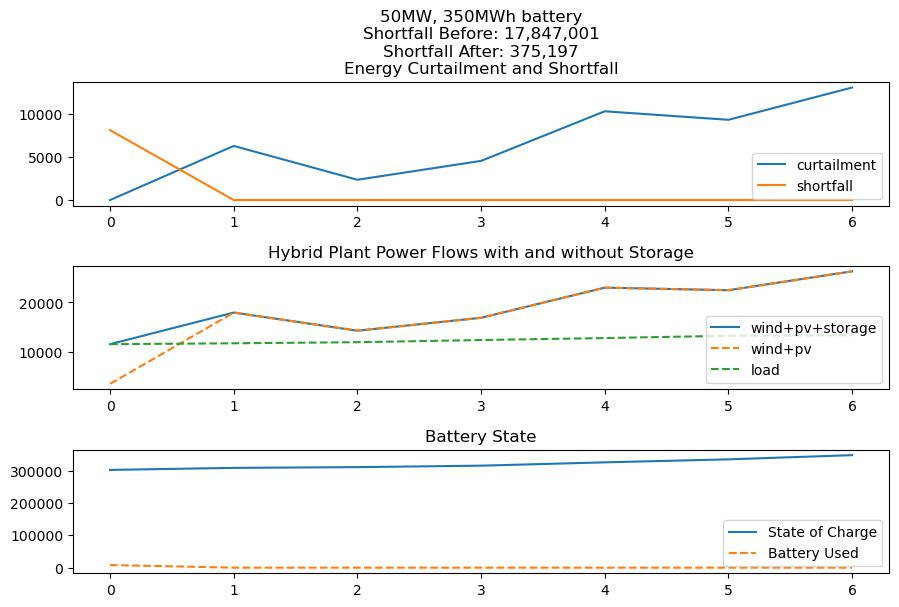 50MW, 350MWh battery
Shortfall Before: 17,847,001
Shortfall After: 375,197
Energy Curtailment and Shortfall
10000
5000
0
curtailment
shortfall
0 1 2 3 4 5 6
Hybrid Plant Power Flows with and without Storage
20000
10000
wind+pv+storage
wind+pv
load
0 1 2 3 4 5 6
Battery State
300000
200000
100000
0
State of Charge
Battery Used
0 1 2 3 4 5 6